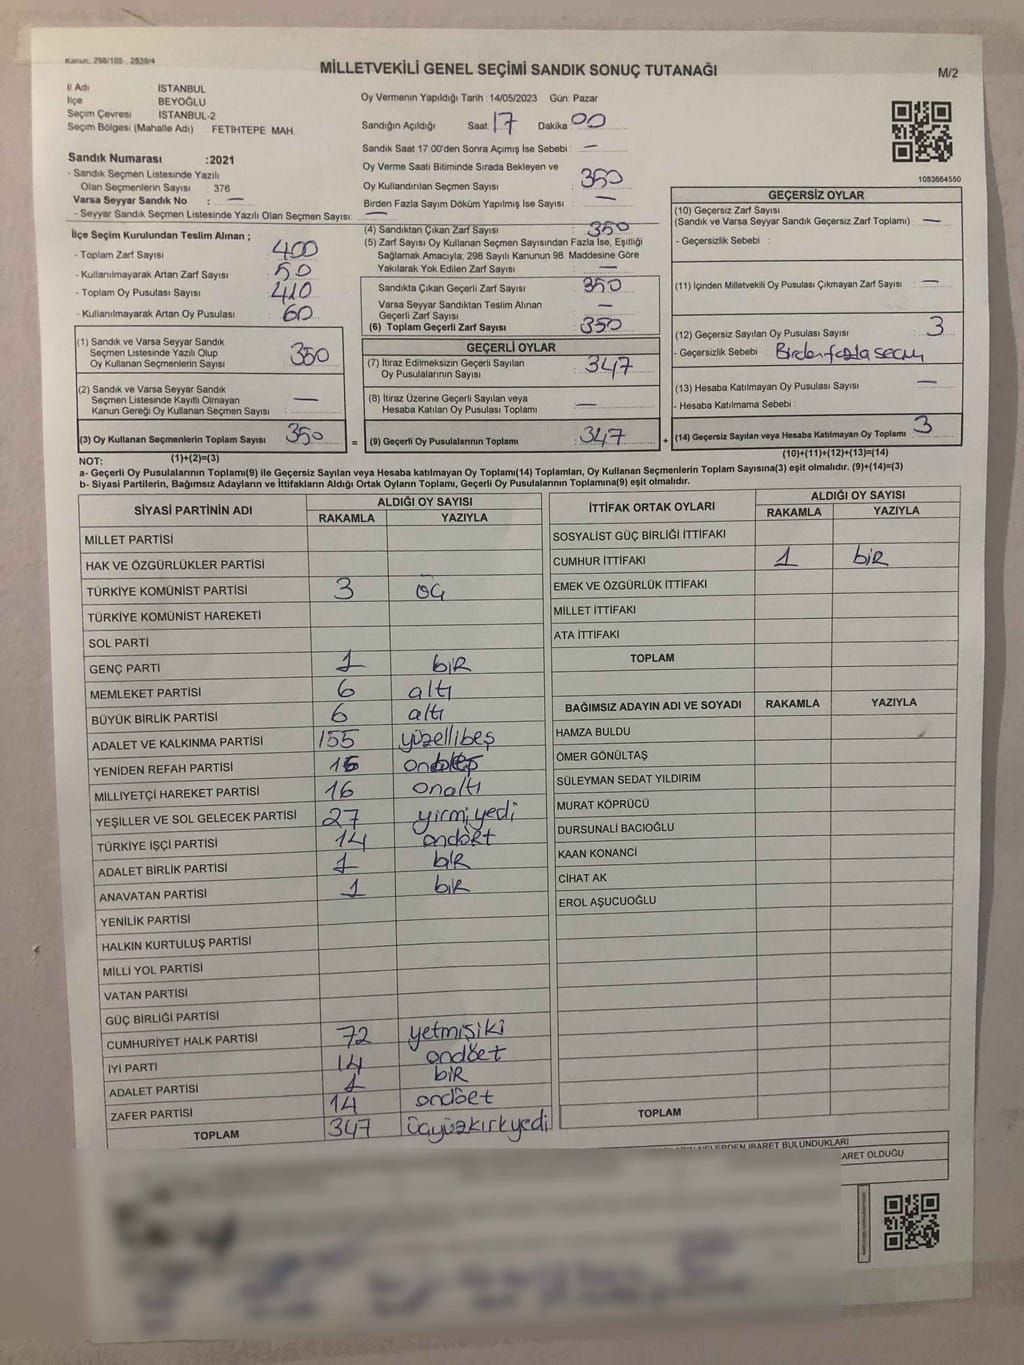 Kanun, 298/105 , 2839/4
MİLLETVEKİLİ GENEL SEÇİMİ SANDIK SONUÇ TUTANAĞI
M/2
İl Adı İSTANBUL
İlçe BEYOĞLU
Seçim Çevresi İSTANBUL-2
Seçim Bölgesi (Mahalle Adı) FETİHTEPE MAH
Sandık Numarası :2021
- Sandık Seçmen Listesinde Yazılı
Olan Seçmenlerin Sayısı : 376
Varsa Seyyar Sandık No : —
- Seyyar Sandık Seçmen Listesinde Yazılı Olan Seçmen Sayısı: —
Oy Vermenin Yapıldığı Tarih :14/05/2023 Gün: Pazar
Sandığın Açıldığı Saat: 17 Dakika: 00
Sandık Saat 17:00'den Sonra Açılmış İse Sebebi : —
Oy Verme Saati Bitiminde Sırada Bekleyen ve
Oy Kullandırılan Seçmen Sayısı : 350
Birden Fazla Sayım Döküm Yapılmış İse Sayısı : —
1083664550
İlçe Seçim Kurulundan Teslim Alınan ;
- Toplam Zarf Sayısı : 400
- Kullanılmayarak Artan Zarf Sayısı : 50
- Toplam Oy Pusulası Sayısı : 410
- Kullanılmayarak Artan Oy Pusulası : 60
(1) Sandık ve Varsa Seyyar Sandık
Seçmen Listesinde Yazılı Olup
Oy Kullanan Seçmenlerin Sayısı : 350
(2) Sandık ve Varsa Seyyar Sandık
Seçmen Listesinde Kayıtlı Olmayan
Kanun Gereği Oy Kullanan Seçmen Sayısı : —
(3) Oy Kullanan Seçmenlerin Toplam Sayısı : 350
(4) Sandıktan Çıkan Zarf Sayısı : 350
(5) Zarf Sayısı Oy Kullanan Seçmen Sayısından Fazla İse, Eşitliği
Sağlamak Amacıyla; 298 Sayılı Kanunun 98. Maddesine Göre
Yakılarak Yok Edilen Zarf Sayısı : —
Sandıkta Çıkan Geçerli Zarf Sayısı : 350
Varsa Seyyar Sandıktan Teslim Alınan
Geçerli Zarf Sayısı : —
(6) Toplam Geçerli Zarf Sayısı : 350
GEÇERLİ OYLAR
(7) İtiraz Edilmeksizin Geçerli Sayılan
Oy Pusulalarının Sayısı : 347
(8) İtiraz Üzerine Geçerli Sayılan veya
Hesaba Katılan Oy Pusulası Toplamı : —
= (9) Geçerli Oy Pusulalarının Toplamı : 347
GEÇERSİZ OYLAR
(10) Geçersiz Zarf Sayısı
(Sandık ve Varsa Seyyar Sandık Geçersiz Zarf Toplamı) : —
- Geçersizlik Sebebi :
(11) İçinden Milletvekili Oy Pusulası Çıkmayan Zarf Sayısı : —
(12) Geçersiz Sayılan Oy Pusulası Sayısı : 3
- Geçersizlik Sebebi : Birden fazla seçim
(13) Hesaba Katılmayan Oy Pusulası Sayısı : —
- Hesaba Katılmama Sebebi :
+ (14) Geçersiz Sayılan veya Hesaba Katılmayan Oy Toplamı : 3
NOT: (1)+(2)=(3)
(10)+(11)+(12)+(13)=(14)
a- Geçerli Oy Pusulalarının Toplamı(9) ile Geçersiz Sayılan veya Hesaba katılmayan Oy Toplamı(14) Toplamları, Oy Kullanan Seçmenlerin Toplam Sayısına(3) eşit olmalıdır. (9)+(14)=(3)
b- Siyasi Partilerin, Bağımsız Adayların ve İttifakların Aldığı Ortak Oyların Toplamı, Geçerli Oy Pusulalarının Toplamına(9) eşit olmalıdır.
SİYASİ PARTİNİN ADI ALDIĞI OY SAYISI
RAKAMLA YAZIYLA
MİLLET PARTİSİ
HAK VE ÖZGÜRLÜKLER PARTİSİ
TÜRKİYE KOMÜNİST PARTİSİ 3 üç
TÜRKİYE KOMÜNİST HAREKETİ
SOL PARTİ
GENÇ PARTİ 1 bir
MEMLEKET PARTİSİ 6 altı
BÜYÜK BİRLİK PARTİSİ 6 altı
ADALET VE KALKINMA PARTİSİ 155 yüzellibeş
YENİDEN REFAH PARTİSİ 15
MİLLİYETÇİ HAREKET PARTİSİ 16 onaltı
YEŞİLLER VE SOL GELECEK PARTİSİ 27 yirmiyedi
TÜRKİYE İŞÇİ PARTİSİ 14 ondört
ADALET BİRLİK PARTİSİ 1 bir
ANAVATAN PARTİSİ 1 bir
YENİLİK PARTİSİ
HALKIN KURTULUŞ PARTİSİ
MİLLİ YOL PARTİSİ
VATAN PARTİSİ
GÜÇ BİRLİĞİ PARTİSİ
CUMHURİYET HALK PARTİSİ 72 yetmişiki
İYİ PARTİ 14 ondört
ADALET PARTİSİ 1 bir
ZAFER PARTİSİ 14 ondört
TOPLAM 347 üçyüzkırkyedi
İTTİFAK ORTAK OYLARI ALDIĞI OY SAYISI
RAKAMLA YAZIYLA
SOSYALİST GÜÇ BİRLİĞİ İTTİFAKI
CUMHUR İTTİFAKI 1 bir
EMEK VE ÖZGÜRLÜK İTTİFAKI
MİLLET İTTİFAKI
ATA İTTİFAKI
TOPLAM
BAĞIMSIZ ADAYIN ADI VE SOYADI RAKAMLA YAZIYLA
HAMZA BULDU
ÖMER GÖNÜLTAŞ
SÜLEYMAN SEDAT YILDIRIM
MURAT KÖPRÜCÜ
DURSUNALİ BACIOĞLU
KAAN KONANCİ
CİHAT AK
EROL AŞUCUOĞLU
TOPLAM
NELERDEN İBARET BULUNDUKLARI
ARET OLDUĞU